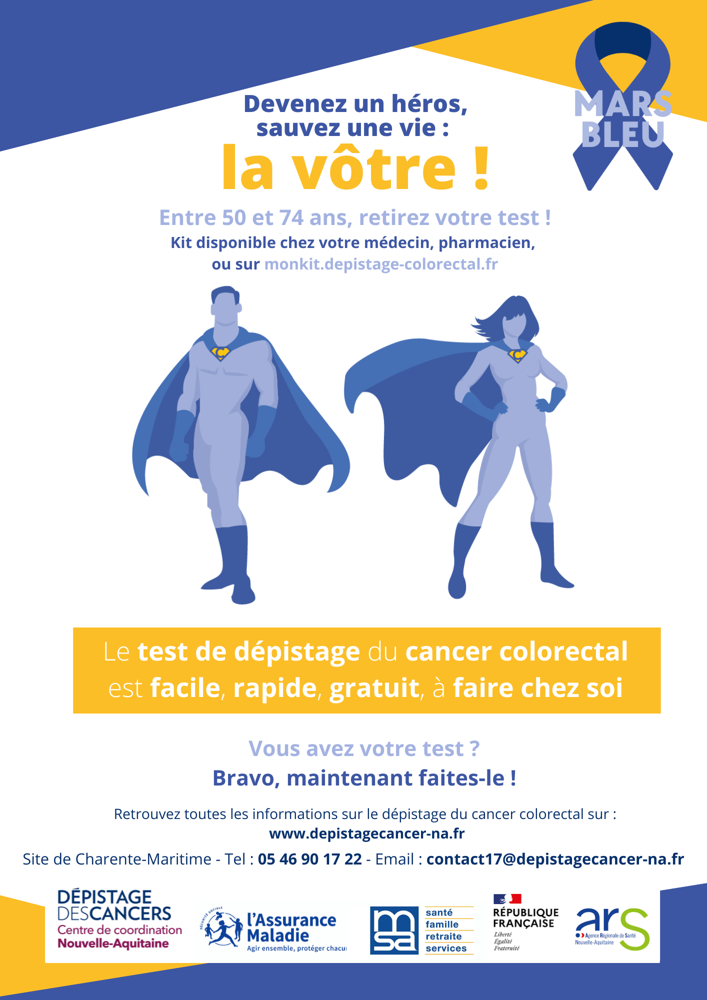 MARS
BLEU
Devenez un héros,
sauvez une vie :
la vôtre !
Entre 50 et 74 ans, retirez votre test !
Kit disponible chez votre médecin, pharmacien,
ou sur monkit.depistage-colorectal.fr
C
C
Le test de dépistage du cancer colorectal
est facile, rapide, gratuit, à faire chez soi
Vous avez votre test ?
Bravo, maintenant faites-le !
Retrouvez toutes les informations sur le dépistage du cancer colorectal sur :
www.depistagecancer-na.fr
Site de Charente-Maritime - Tel : 05 46 90 17 22 - Email : contact17@depistagecancer-na.fr
DÉPISTAGE
DESCANCERS
Centre de coordination
Nouvelle-Aquitaine
SÉCURITÉ SOCIALE
l'Assurance
Maladie
Agir ensemble, protéger chacu
msa
santé
famille
retraite
services
RÉPUBLIQUE
FRANÇAISE
Liberté
Égalité
Fraternité
ars
Agence Régionale de Santé
Nouvelle-Aquitaine